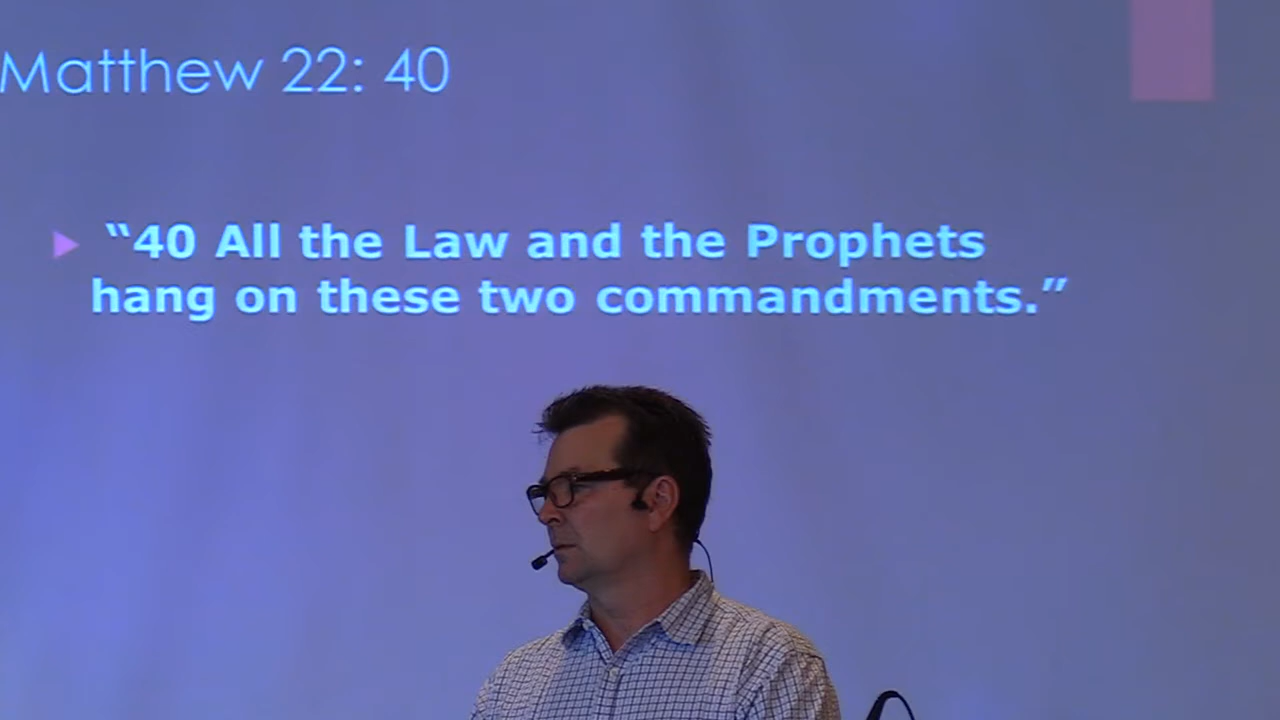 Matthew 22: 40
“40 All the Law and the Prophets
hang on these two commandments.”